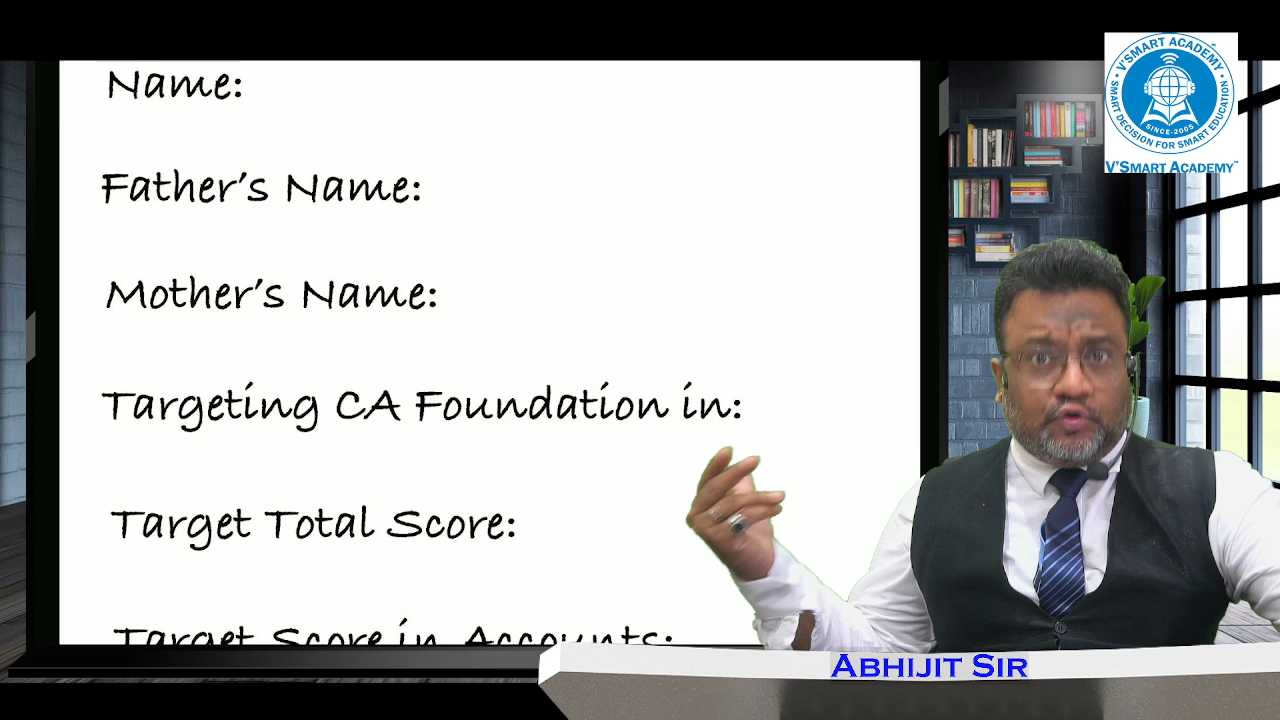 Name:
Father's Name:
Mother's Name:
Targeting CA Foundation in:
Target Total Score:
Target Score in Accounts:
V'SMART ACADEMY
SMART DECISION FOR SMART EDUCATION
SINCE-2005
V'SMART ACADEMY™
ABHIJIT SIR